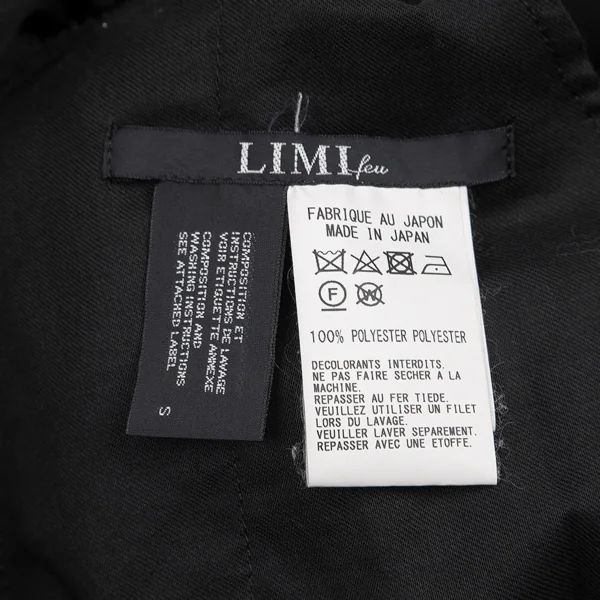 LIMI feu
COMPOSITION ET
INSTRUCTIONS DE LAVAGE
VOIR ETIQUETTE ANNEXE
COMPOSITION AND
WASHING INSTRUCTIONS
SEE ATTACHED LABEL
S
FABRIQUE AU JAPON
MADE IN JAPAN
F
W
100% POLYESTER POLYESTER
DECOLORANTS INTERDITS.
NE PAS FAIRE SECHER A LA
MACHINE.
REPASSER AU FER TIEDE.
VEUILLEZ UTILISER UN FILET
LORS DU LAVAGE.
VEUILLER LAVER SEPAREMENT.
REPASSER AVEC UNE ETOFFE.